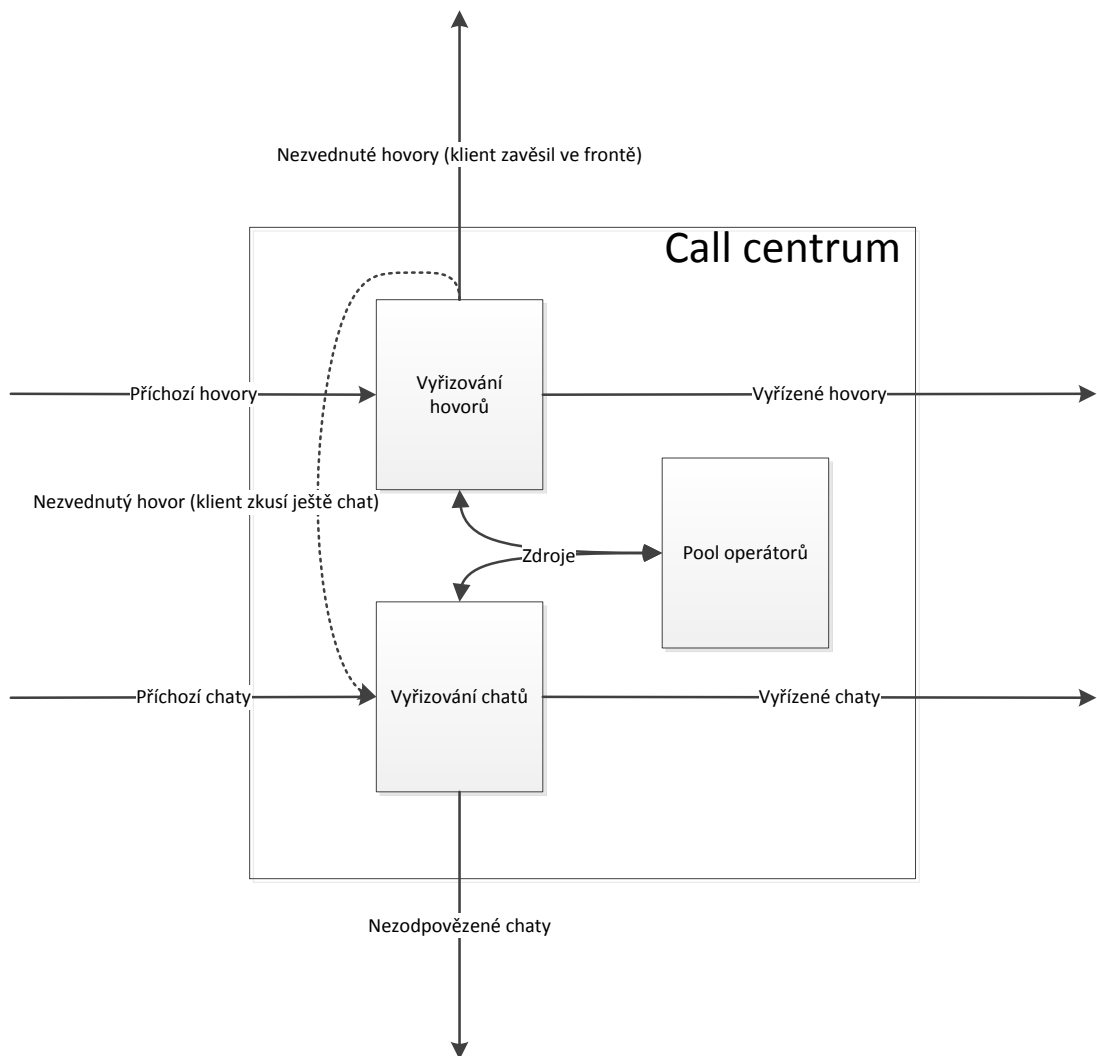 Nezvednuté hovory (klient zavěsil ve frontě)
Call centrum
Příchozí hovory
Vyřizování
hovorů
Vyřízené hovory
Nezvednutý hovor (klient zkusí ještě chat)
Zdroje
Pool operátorů
Příchozí chaty
Vyřizování chatů
Vyřízené chaty
Nezodpovězené chaty